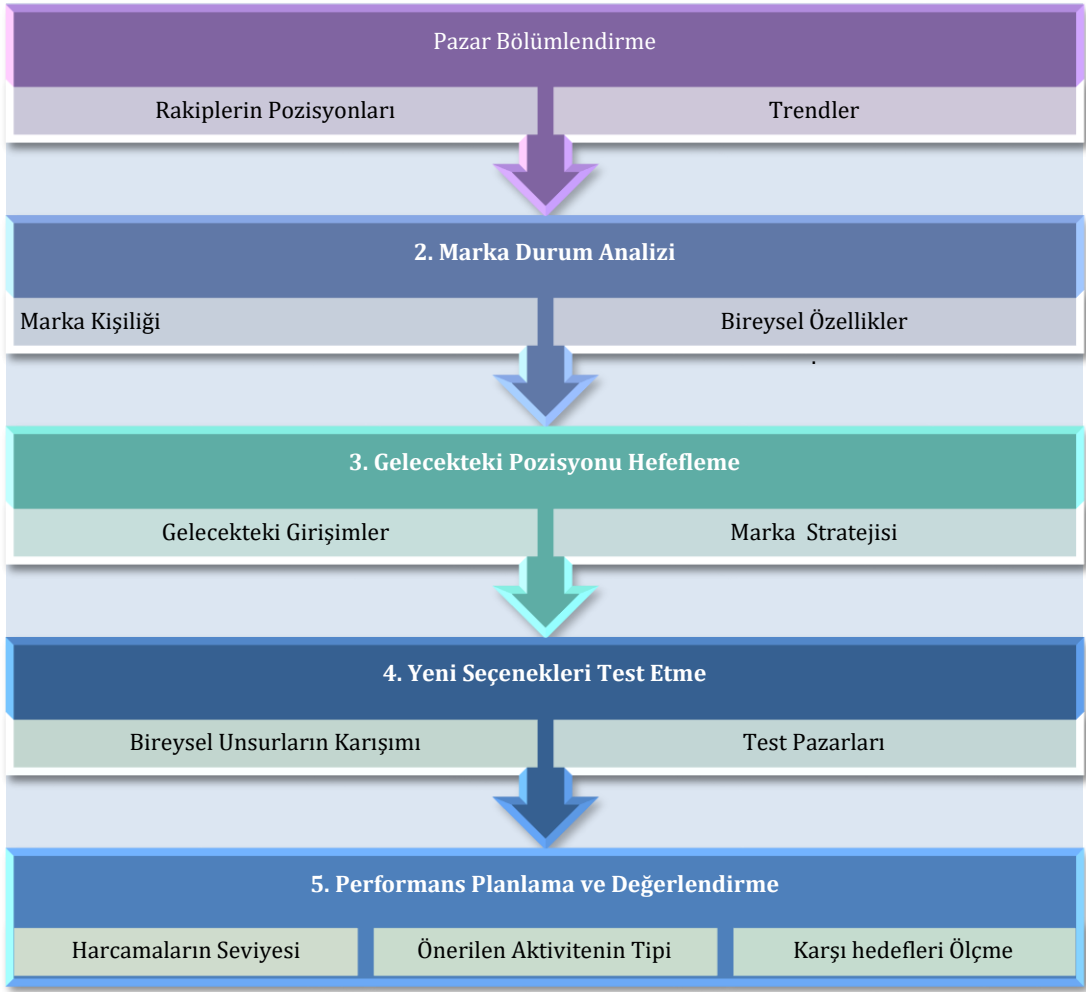 Pazar Bölümlendirme
Rakiplerin Pozisyonları
Trendler
2. Marka Durum Analizi
Marka Kişiliği
Bireysel Özellikler
.
3. Gelecekteki Pozisyonu Hefefleme
Gelecekteki Girişimler
Marka Stratejisi
4. Yeni Seçenekleri Test Etme
Bireysel Unsurların Karışımı
Test Pazarları
5. Performans Planlama ve Değerlendirme
Harcamaların Seviyesi
Önerilen Aktivitenin Tipi
Karşı hedefleri Ölçme